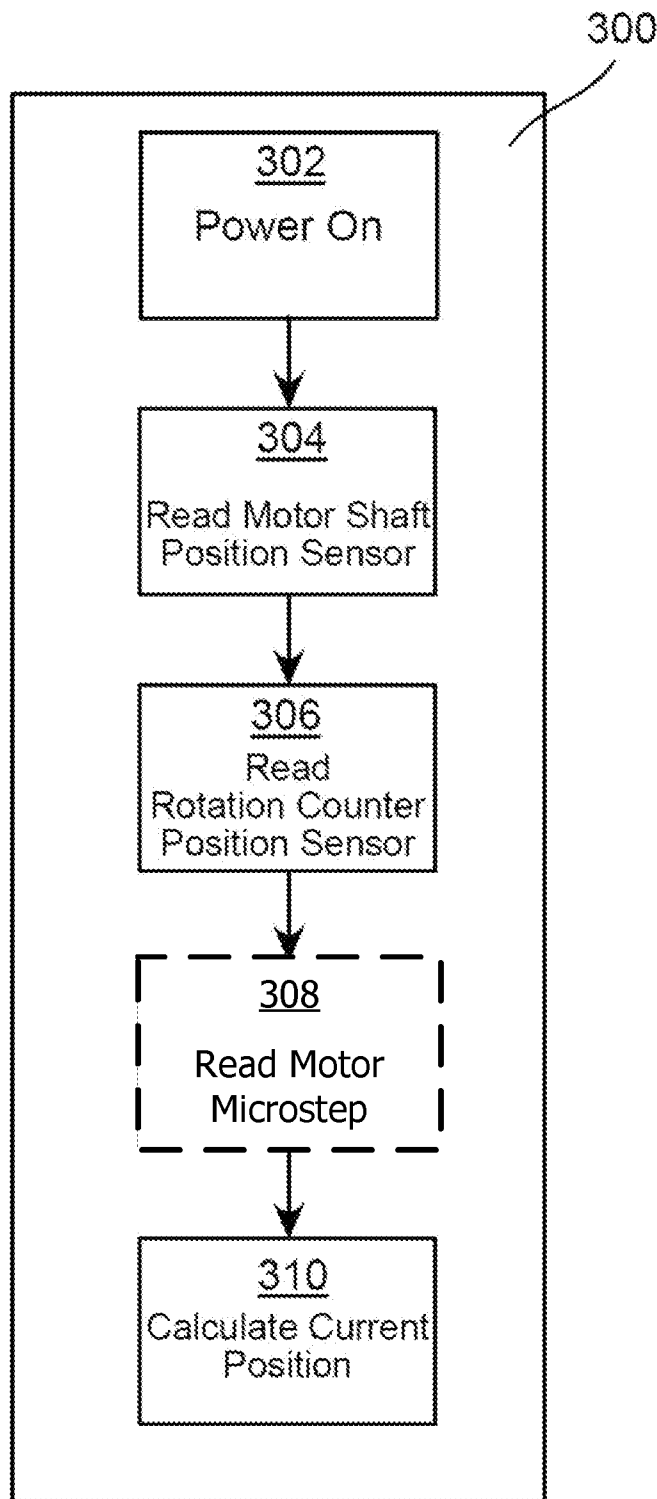 300
302
Power On
304
Read Motor Shaft
Position Sensor
306
Read
Rotation Counter
Position Sensor
308
Read Motor
Microstep
310
Calculate Current
Position